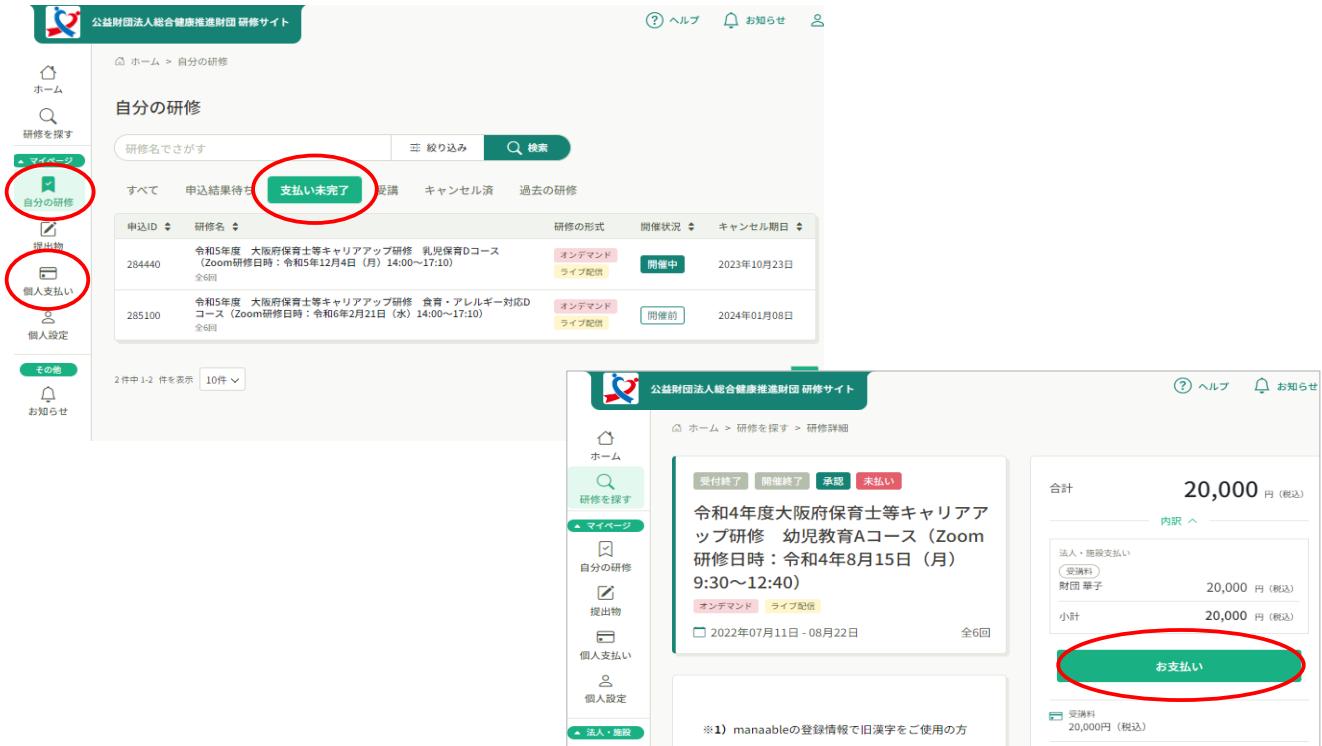 公益財団法人総合健康推進財団 研修サイト
ヘルプ
お知らせ
ホーム
研修を探す
マイページ
自分の研修
提出物
個人支払い
個人設定
その他
お知らせ
ホーム > 自分の研修
自分の研修
研修名でさがす
絞り込み
検索
すべて
申込結果待ち
支払い未完了
受講
キャンセル済
過去の研修
申込ID
研修名
研修の形式
開催状況
キャンセル期日
284440
令和5年度 大阪府保育士等キャリアアップ研修 乳児保育Dコース
（Zoom研修日時：令和5年12月4日（月）14:00～17:10）
全6回
オンデマンド
ライブ配信
開催中
2023年10月23日
285100
令和5年度 大阪府保育士等キャリアアップ研修 食育・アレルギー対応D
コース（Zoom研修日時：令和6年2月21日（水）14:00～17:10）
全6回
オンデマンド
ライブ配信
開催前
2024年01月08日
2 件中 1-2 件を表示
10件
公益財団法人総合健康推進財団 研修サイト
ヘルプ
お知らせ
ホーム
研修を探す
マイページ
自分の研修
提出物
個人支払い
個人設定
法人・施設
ホーム > 研修を探す > 研修詳細
受付終了
開催終了
承認
未払い
令和4年度大阪府保育士等キャリアア
ップ研修 幼児教育Aコース（Zoom
研修日時：令和4年8月15日（月）
9:30～12:40）
オンデマンド
ライブ配信
2022年07月11日 - 08月22日
全6回
※1）manaableの登録情報で旧漢字をご使用の方
合計
20,000 円（税込）
内訳
法人・施設支払い
受講料
財団 華子
20,000 円（税込）
小計
20,000 円（税込）
お支払い
受講料
20,000円（税込）